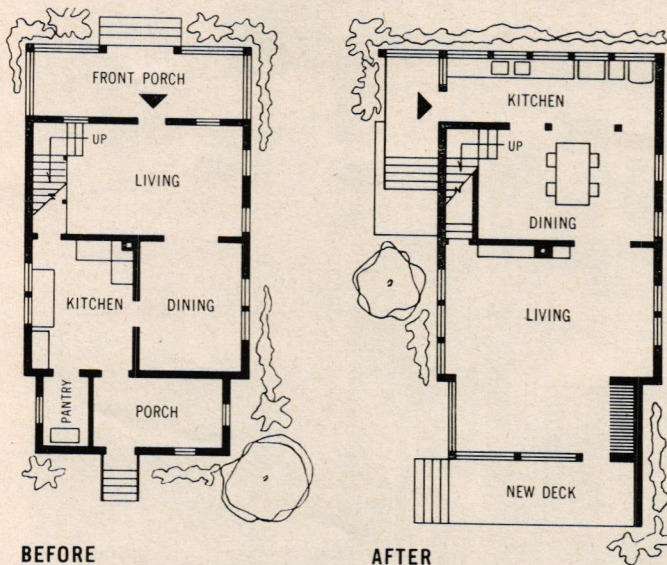 FRONT PORCH
UP
LIVING
KITCHEN
DINING
PANTRY
PORCH
BEFORE
KITCHEN
UP
DINING
LIVING
NEW DECK
AFTER